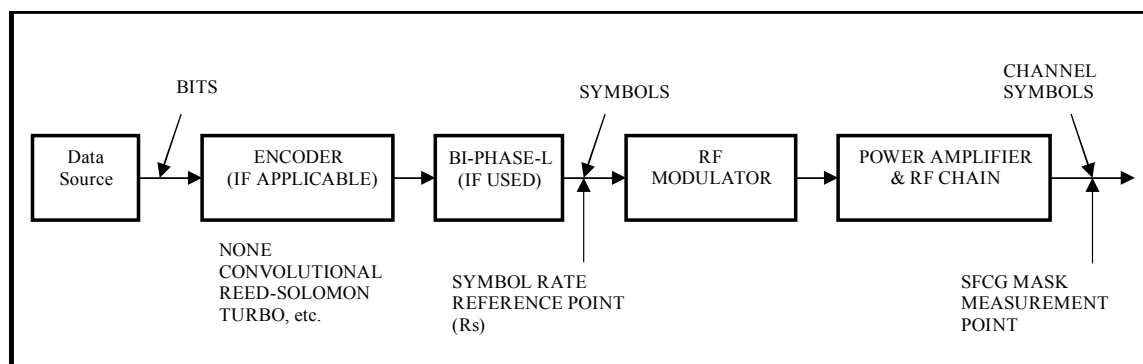 BITS
SYMBOLS
CHANNEL
SYMBOLS
Data
Source
ENCODER
(IF APPLICABLE)
BI-PHASE-L
(IF USED)
RF
MODULATOR
POWER AMPLIFIER
& RF CHAIN
NONE
CONVOLUTIONAL
REED-SOLOMON
TURBO, etc.
SYMBOL RATE
REFERENCE POINT
(Rs)
SFCG MASK
MEASUREMENT
POINT